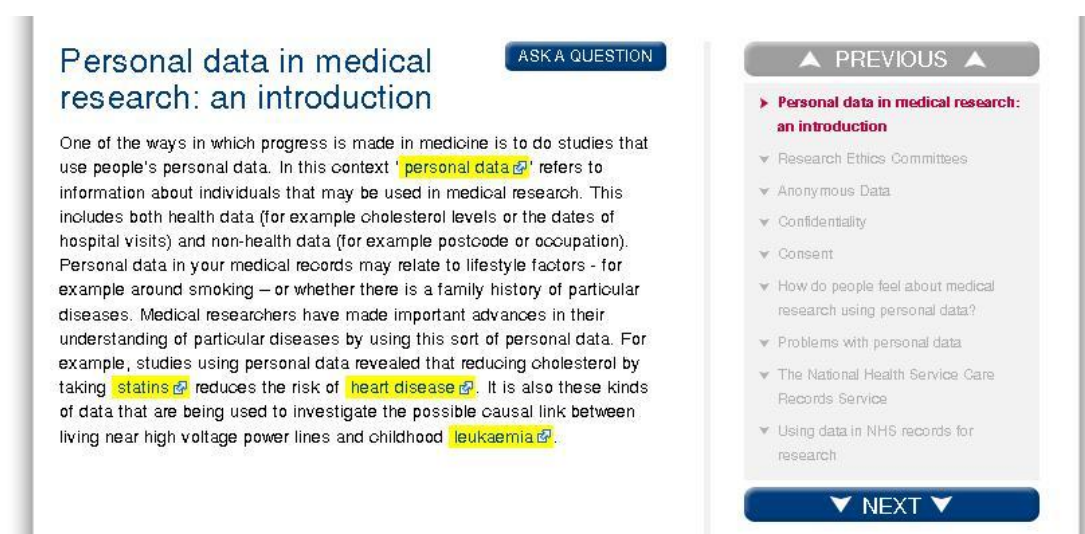 Personal data in medical
research: an introduction
ASK A QUESTION
One of the ways in which progress is made in medicine is to do studies that
use people's personal data. In this context ' personal data ' refers to
information about individuals that may be used in medical research. This
includes both health data (for example cholesterol levels or the dates of
hospital visits) and non-health data (for example postcode or occupation).
Personal data in your medical records may relate to lifestyle factors - for
example around smoking – or whether there is a family history of particular
diseases. Medical researchers have made important advances in their
understanding of particular diseases by using this sort of personal data. For
example, studies using personal data revealed that reducing cholesterol by
taking statins reduces the risk of heart disease . It is also these kinds
of data that are being used to investigate the possible causal link between
living near high voltage power lines and childhood leukaemia .
PREVIOUS
Personal data in medical research:
an introduction
Research Ethics Committees
Anonymous Data
Confidentiality
Consent
How do people feel about medical
research using personal data?
Problems with personal data
The National Health Service Care
Records Service
Using data in NHS records for
research
NEXT